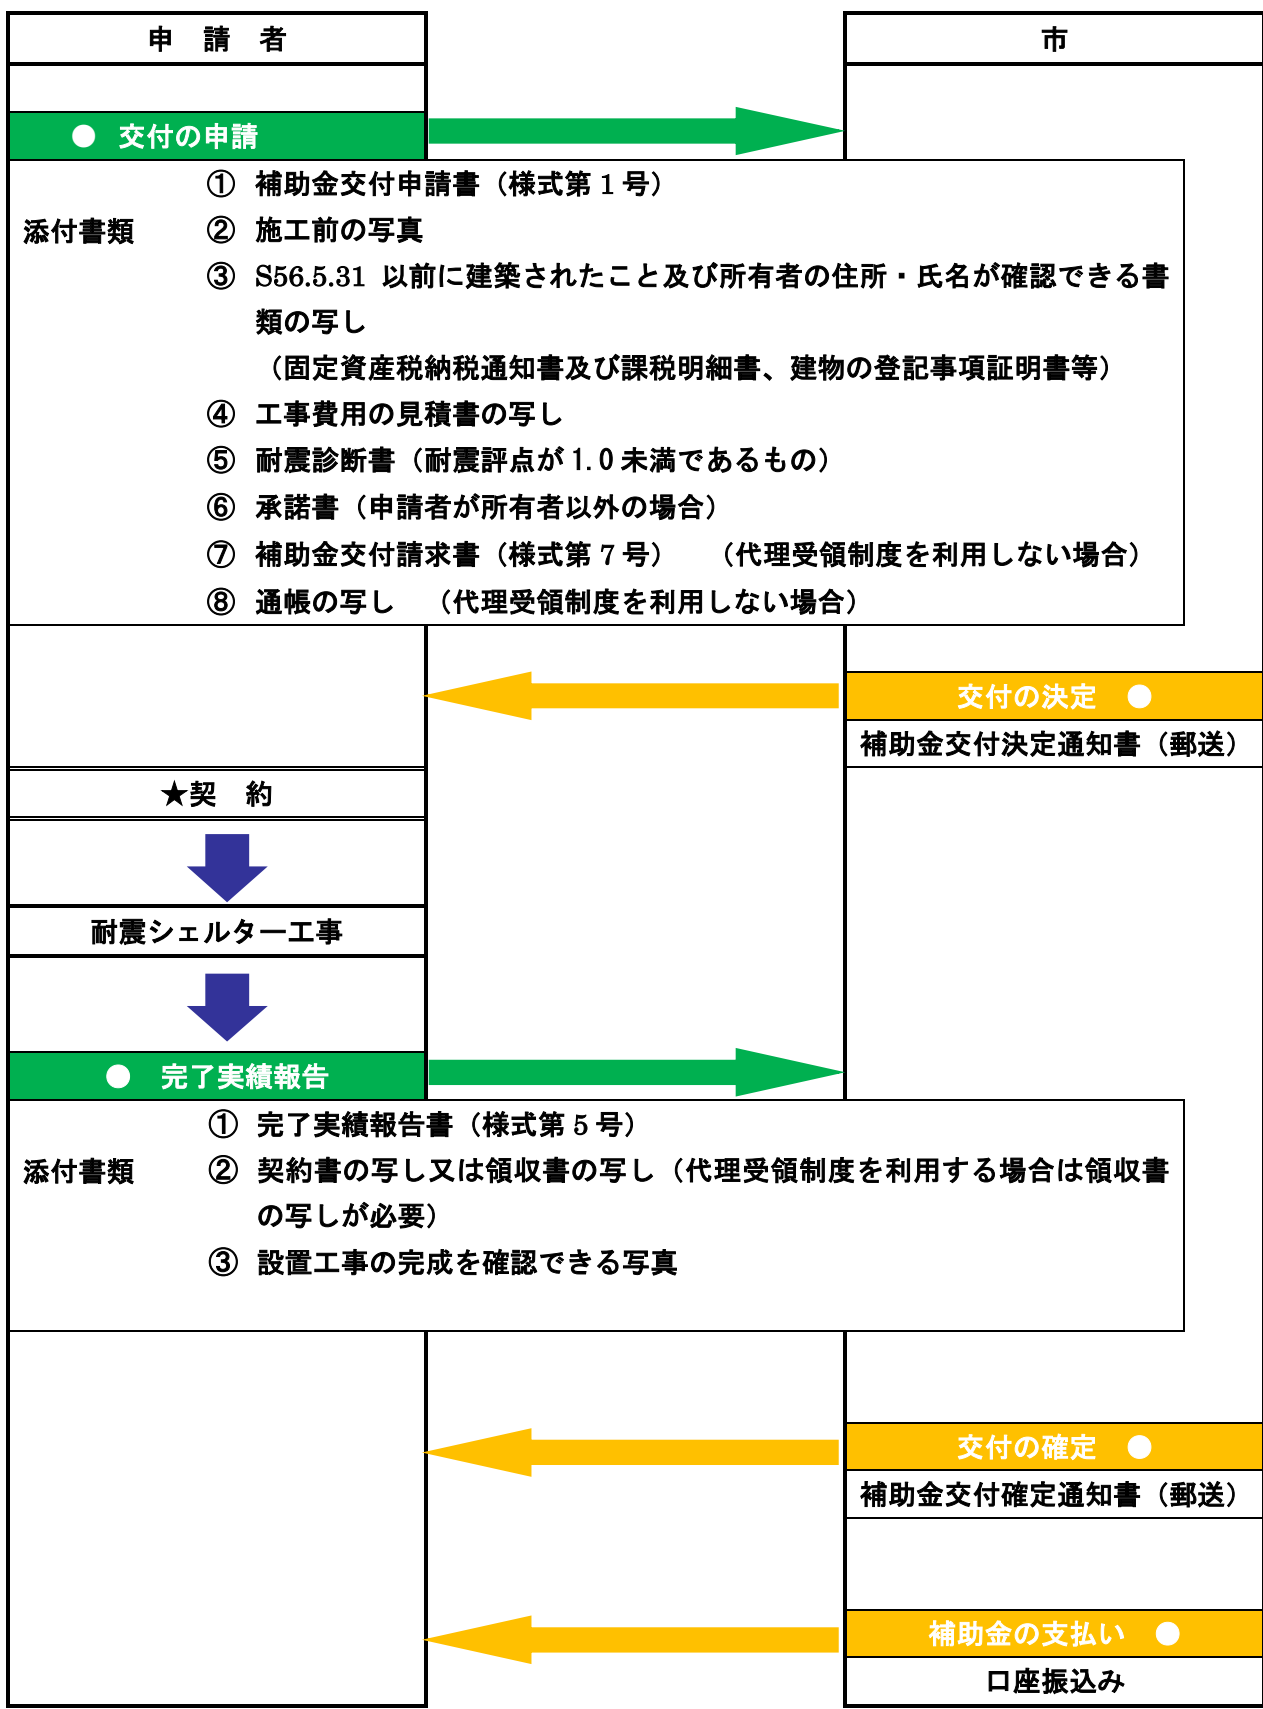 申　請　者
市
● 交付の申請
① 補助金交付申請書（様式第１号）
添付書類
② 施工前の写真
③ S56.5.31 以前に建築されたこと及び所有者の住所・氏名が確認できる書
類の写し
（固定資産税納税通知書及び課税明細書、建物の登記事項証明書等）
④ 工事費用の見積書の写し
⑤ 耐震診断書（耐震評点が 1.0 未満であるもの）
⑥ 承諾書（申請者が所有者以外の場合）
⑦ 補助金交付請求書（様式第７号）　（代理受領制度を利用しない場合）
⑧ 通帳の写し　（代理受領制度を利用しない場合）
交付の決定　●
補助金交付決定通知書（郵送）
★契　約
耐震シェルター工事
●　完了実績報告
① 完了実績報告書（様式第５号）
添付書類
② 契約書の写し又は領収書の写し（代理受領制度を利用する場合は領収書
の写しが必要）
③ 設置工事の完成を確認できる写真
交付の確定　●
補助金交付確定通知書（郵送）
補助金の支払い　●
口座振込み